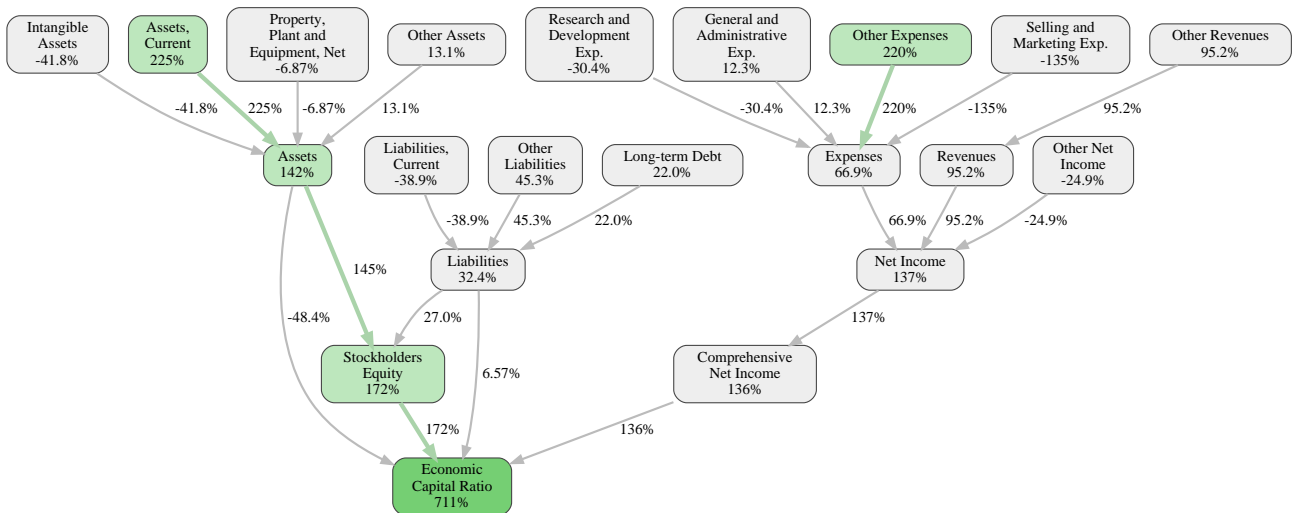 Intangible
Assets
-41.8%
Assets,
Current
225%
Property,
Plant and
Equipment, Net
-6.87%
Other Assets
13.1%
Research and
Development
Exp.
-30.4%
General and
Administrative
Exp.
12.3%
Other Expenses
220%
Selling and
Marketing Exp.
-135%
Other Revenues
95.2%
-41.8%
225%
-6.87%
13.1%
-30.4%
12.3%
220%
-135%
95.2%
Assets
142%
Liabilities,
Current
-38.9%
Other
Liabilities
45.3%
Long-term Debt
22.0%
Expenses
66.9%
Revenues
95.2%
Other Net
Income
-24.9%
-38.9%
45.3%
22.0%
66.9%
95.2%
-24.9%
145%
Liabilities
32.4%
Net Income
137%
-48.4%
27.0%
137%
Stockholders
Equity
172%
6.57%
Comprehensive
Net Income
136%
172%
136%
Economic
Capital Ratio
711%